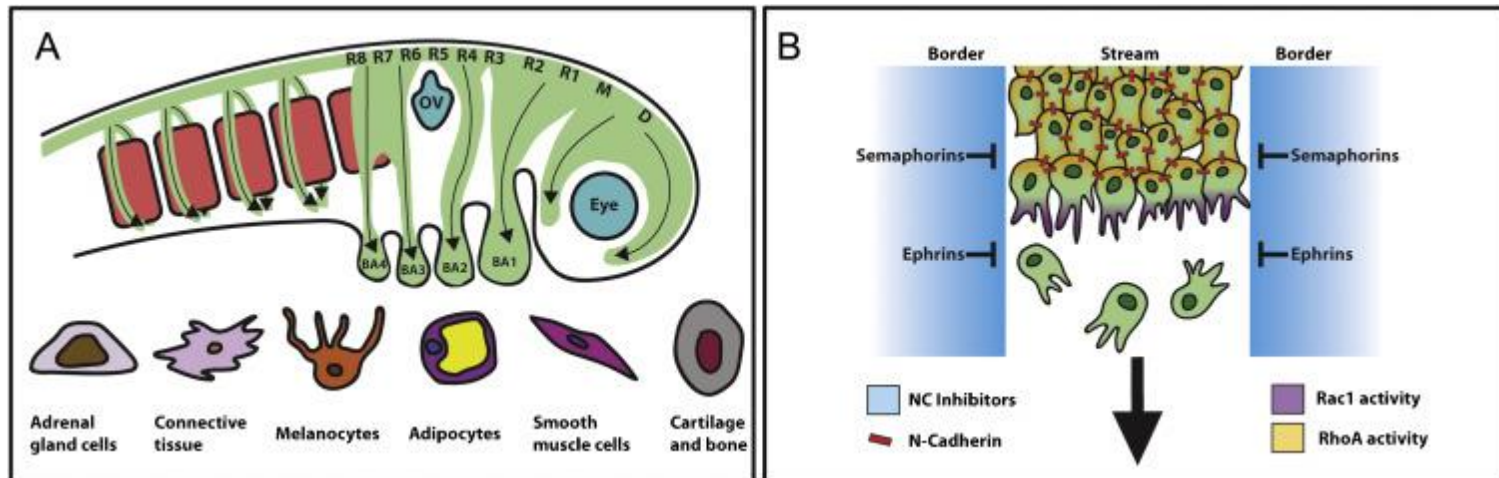 A
R8 R7 R6 R5 R4 R3 R2 R1 M D
OV
Eye
BA4 BA3 BA2 BA1
Adrenal
gland cells
Connective
tissue
Melanocytes
Adipocytes
Smooth
muscle cells
Cartilage
and bone
B
Border Stream Border
Semaphorins Semaphorins
Ephrins Ephrins
NC Inhibitors
N-Cadherin
Rac1 activity
RhoA activity